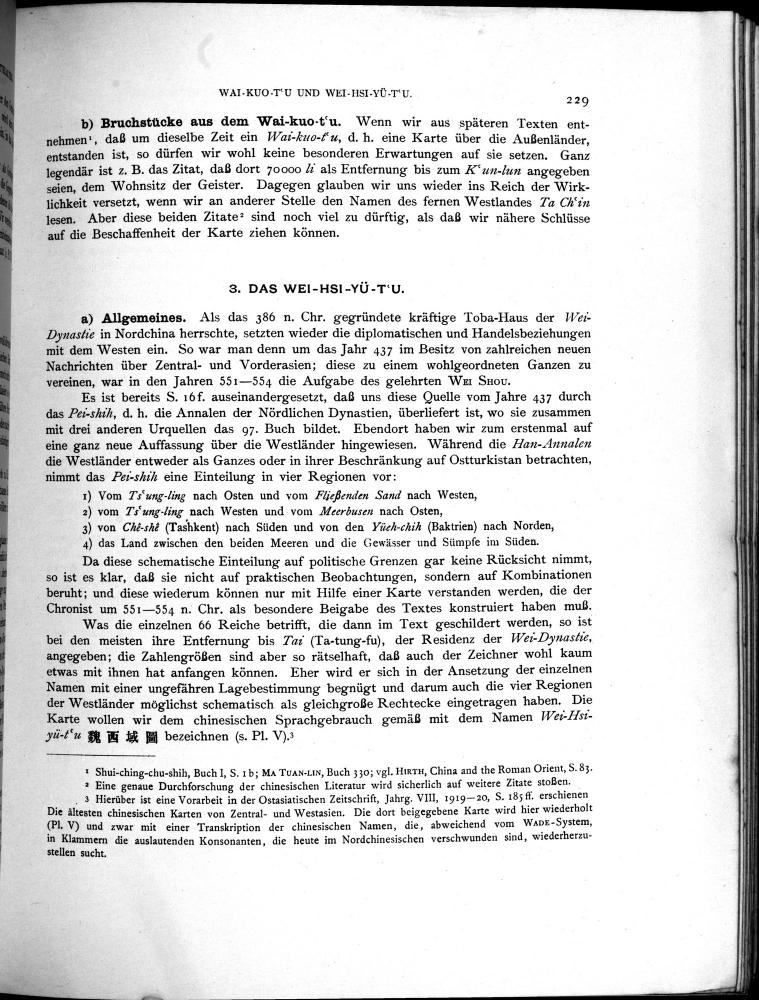 WAI-KUO-TʿU UND WEI-HSI-YÜ-TʿU.
229
b) Bruchstücke aus dem Wai-kuo-tʿu. Wenn wir aus späteren Texten ent-
nehmen¹, daß um dieselbe Zeit ein Wai-kuo-tʿu, d. h. eine Karte über die Außenländer,
entstanden ist, so dürfen wir wohl keine besonderen Erwartungen auf sie setzen. Ganz
legendär ist z. B. das Zitat, daß dort 70000 li als Entfernung bis zum Kʿun-lun angegeben
seien, dem Wohnsitz der Geister. Dagegen glauben wir uns wieder ins Reich der Wirk-
lichkeit versetzt, wenn wir an anderer Stelle den Namen des fernen Westlandes Ta Chʿin
lesen. Aber diese beiden Zitate² sind noch viel zu dürftig, als daß wir nähere Schlüsse
auf die Beschaffenheit der Karte ziehen können.
3. DAS WEI-HSI-YÜ-TʿU.
a) Allgemeines. Als das 386 n. Chr. gegründete kräftige Toba-Haus der Wei-
Dynastie in Nordchina herrschte, setzten wieder die diplomatischen und Handelsbeziehungen
mit dem Westen ein. So war man denn um das Jahr 437 im Besitz von zahlreichen neuen
Nachrichten über Zentral- und Vorderasien; diese zu einem wohlgeordneten Ganzen zu
vereinen, war in den Jahren 551—554 die Aufgabe des gelehrten WEI SHOU.
Es ist bereits S. 16 f. auseinandergesetzt, daß uns diese Quelle vom Jahre 437 durch
das Pei-shih, d. h. die Annalen der Nördlichen Dynastien, überliefert ist, wo sie zusammen
mit drei anderen Urquellen das 97. Buch bildet. Ebendort haben wir zum erstenmal auf
eine ganz neue Auffassung über die Westländer hingewiesen. Während die Han-Annalen
die Westländer entweder als Ganzes oder in ihrer Beschränkung auf Ostturkistan betrachten,
nimmt das Pei-shih eine Einteilung in vier Regionen vor:
1) Vom Tsʿung-ling nach Osten und vom Fließenden Sand nach Westen,
2) vom Tsʿung-ling nach Westen und vom Meerbusen nach Osten,
3) von Chê-shê (Tashkent) nach Süden und von den Yüeh-chih (Baktrien) nach Norden,
4) das Land zwischen den beiden Meeren und die Gewässer und Sümpfe im Süden.
Da diese schematische Einteilung auf politische Grenzen gar keine Rücksicht nimmt,
so ist es klar, daß sie nicht auf praktischen Beobachtungen, sondern auf Kombinationen
beruht; und diese wiederum können nur mit Hilfe einer Karte verstanden werden, die der
Chronist um 551—554 n. Chr. als besondere Beigabe des Textes konstruiert haben muß.
Was die einzelnen 66 Reiche betrifft, die dann im Text geschildert werden, so ist
bei den meisten ihre Entfernung bis Tai (Ta-tung-fu), der Residenz der Wei-Dynastie,
angegeben; die Zahlengrößen sind aber so rätselhaft, daß auch der Zeichner wohl kaum
etwas mit ihnen hat anfangen können. Eher wird er sich in der Ansetzung der einzelnen
Namen mit einer ungefähren Lagebestimmung begnügt und darum auch die vier Regionen
der Westländer möglichst schematisch als gleichgroße Rechtecke eingetragen haben. Die
Karte wollen wir dem chinesischen Sprachgebrauch gemäß mit dem Namen Wei-Hsi-
yü-tʿu 魏西域圖 bezeichnen (s. Pl. V).³
¹ Shui-ching-chu-shih, Buch I, S. 1 b; MA TUAN-LIN, Buch 330; vgl. HIRTH, China and the Roman Orient, S. 83.
² Eine genaue Durchforschung der chinesischen Literatur wird sicherlich auf weitere Zitate stoßen.
³ Hierüber ist eine Vorarbeit in der Ostasiatischen Zeitschrift, Jahrg. VIII, 1919—20, S. 185 ff. erschienen
Die ältesten chinesischen Karten von Zentral- und Westasien. Die dort beigegebene Karte wird hier wiederholt
(Pl. V) und zwar mit einer Transkription der chinesischen Namen, die, abweichend vom WADE-System,
in Klammern die auslautenden Konsonanten, die heute im Nordchinesischen verschwunden sind, wiederherzu-
stellen sucht.